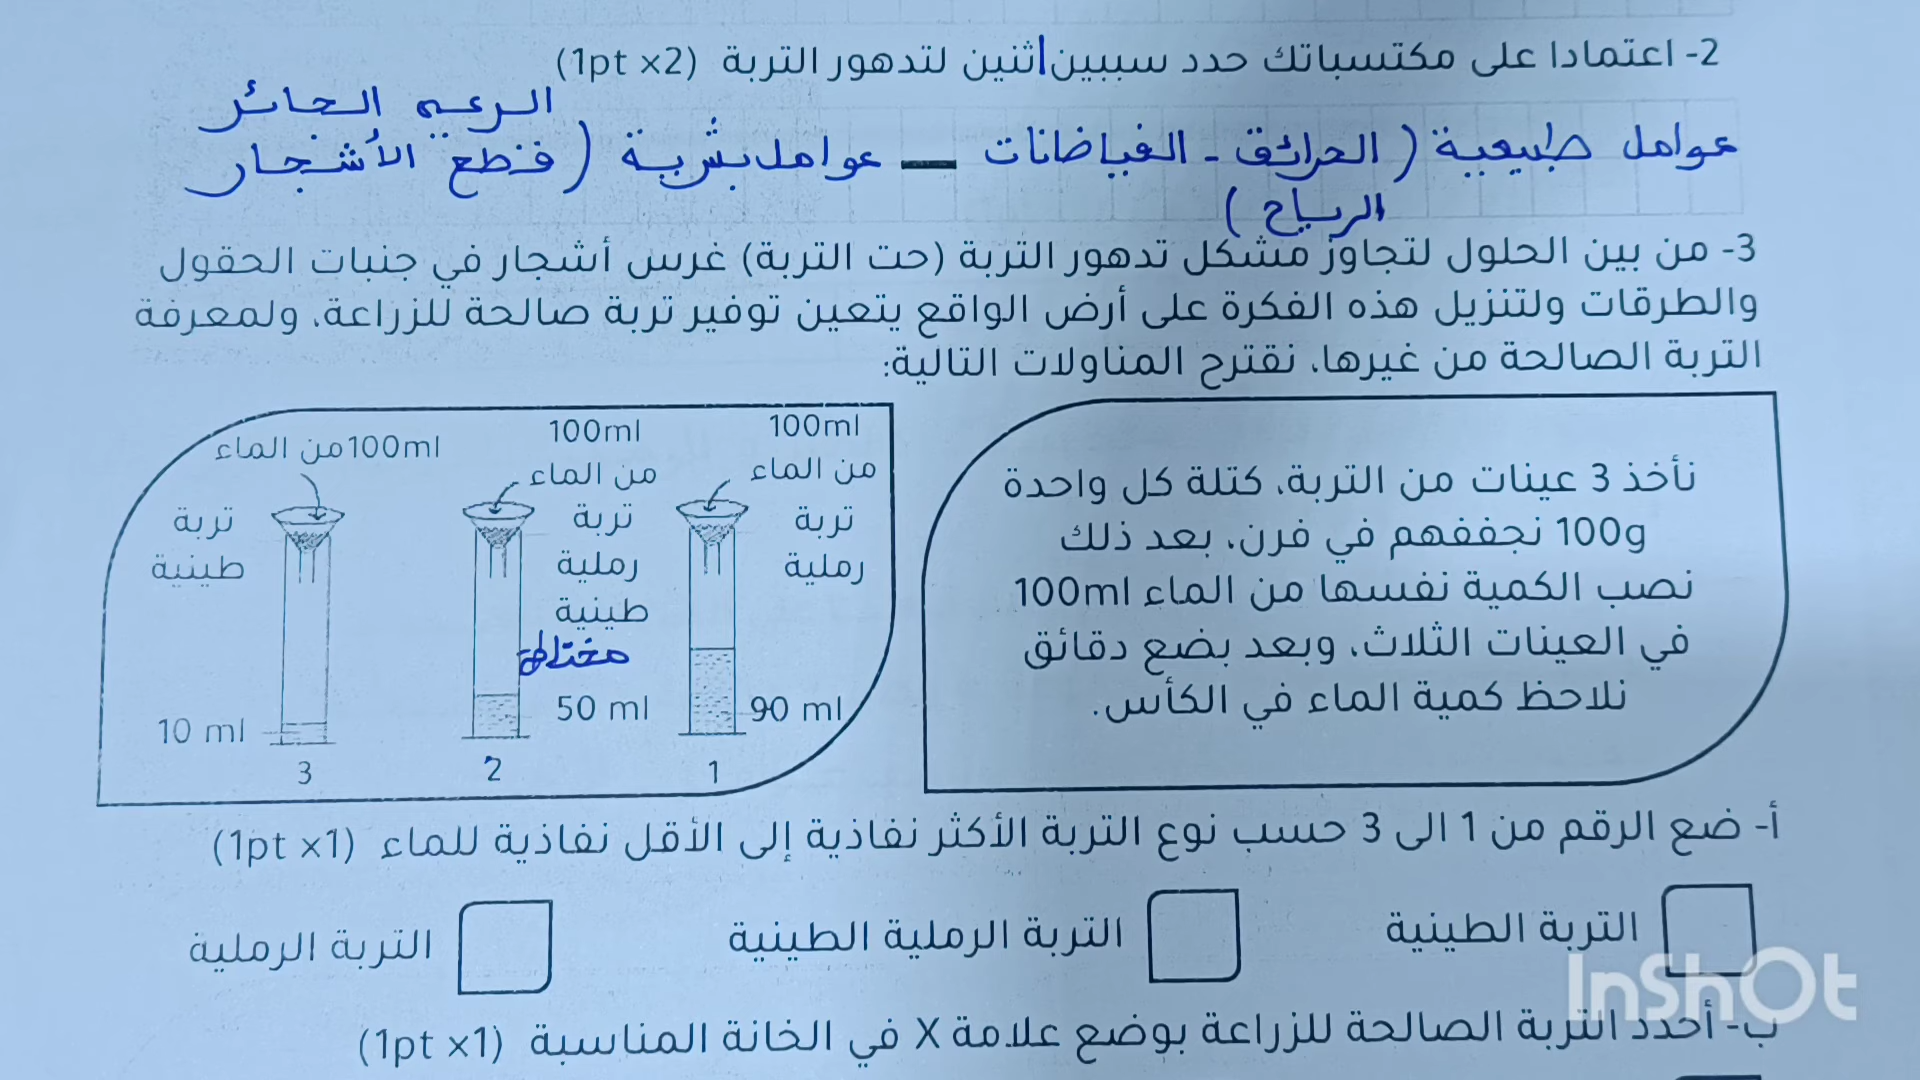 2- اعتمادا على مكتسباتك حدد سببين اثنين لتدهور التربة (1pt x2)
الرعي الجائر
عوامل طبيعية ( الحرائق - الفياضانات — عوامل بشرية ( قطع الأشجار
الرياح )
3- من بين الحلول لتجاوز مشكل تدهور التربة (حت التربة) غرس أشجار في جنبات الحقول
والطرقات ولتنزيل هذه الفكرة على أرض الواقع يتعين توفير تربة صالحة للزراعة، ولمعرفة
التربة الصالحة من غيرها، نقترح المناولات التالية:
نأخذ 3 عينات من التربة، كتلة كل واحدة
100g نجففهم في فرن، بعد ذلك
نصب الكمية نفسها من الماء 100ml
في العينات الثلاث، وبعد بضع دقائق
نلاحظ كمية الماء في الكأس.
100ml
من الماء
تربة
رملية
90 ml
1
100ml
من الماء
تربة
رملية
طينية
مختلطة
50 ml
2
100ml من الماء
تربة
طينية
10 ml
3
أ- ضع الرقم من 1 الى 3 حسب نوع التربة الأكثر نفاذية إلى الأقل نفاذية للماء (1pt x1)
التربة الطينية
التربة الرملية الطينية
التربة الرملية
ب- أحدد التربة الصالحة للزراعة بوضع علامة X في الخانة المناسبة (1pt x1)
InShOt